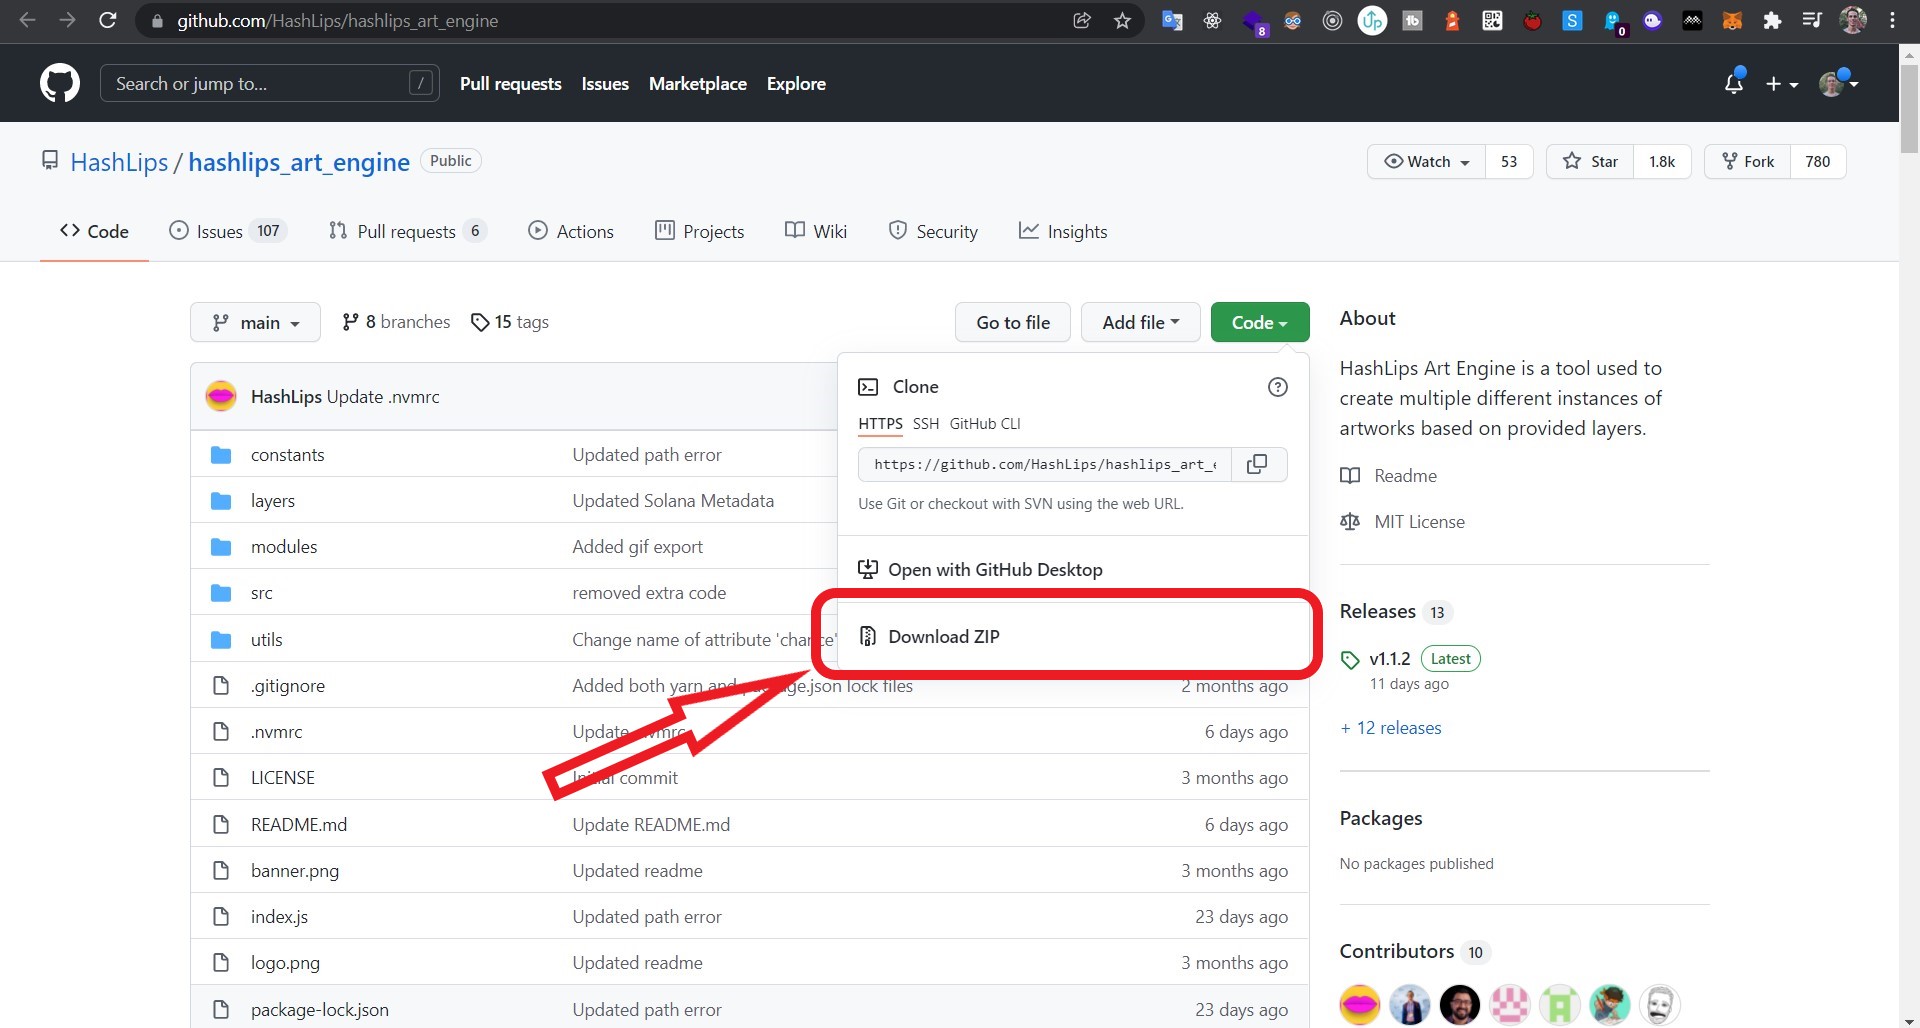 github.com/HashLips/hashlips_art_engine
8
0
Search or jump to... /
Pull requests Issues Marketplace Explore
HashLips / hashlips_art_engine Public
Watch 53 Star 1.8k Fork 780
Code Issues 107 Pull requests 6 Actions Projects Wiki Security Insights
main 8 branches 15 tags
Go to file Add file Code
HashLips Update .nvmrc
constants Updated path error
layers Updated Solana Metadata
modules Added gif export
src removed extra code
utils Change name of attribute 'chance'
.gitignore Added both yarn and package.json lock files 2 months ago
.nvmrc Update .nvmrc 6 days ago
LICENSE Initial commit 3 months ago
README.md Update README.md 6 days ago
banner.png Updated readme 3 months ago
index.js Updated path error 23 days ago
logo.png Updated readme 3 months ago
package-lock.json Updated path error 23 days ago
Clone
HTTPS SSH GitHub CLI
https://github.com/HashLips/hashlips_art_e
Use Git or checkout with SVN using the web URL.
Open with GitHub Desktop
Download ZIP
About
HashLips Art Engine is a tool used to
create multiple different instances of
artworks based on provided layers.
Readme
MIT License
Releases 13
v1.1.2 Latest
11 days ago
+ 12 releases
Packages
No packages published
Contributors 10